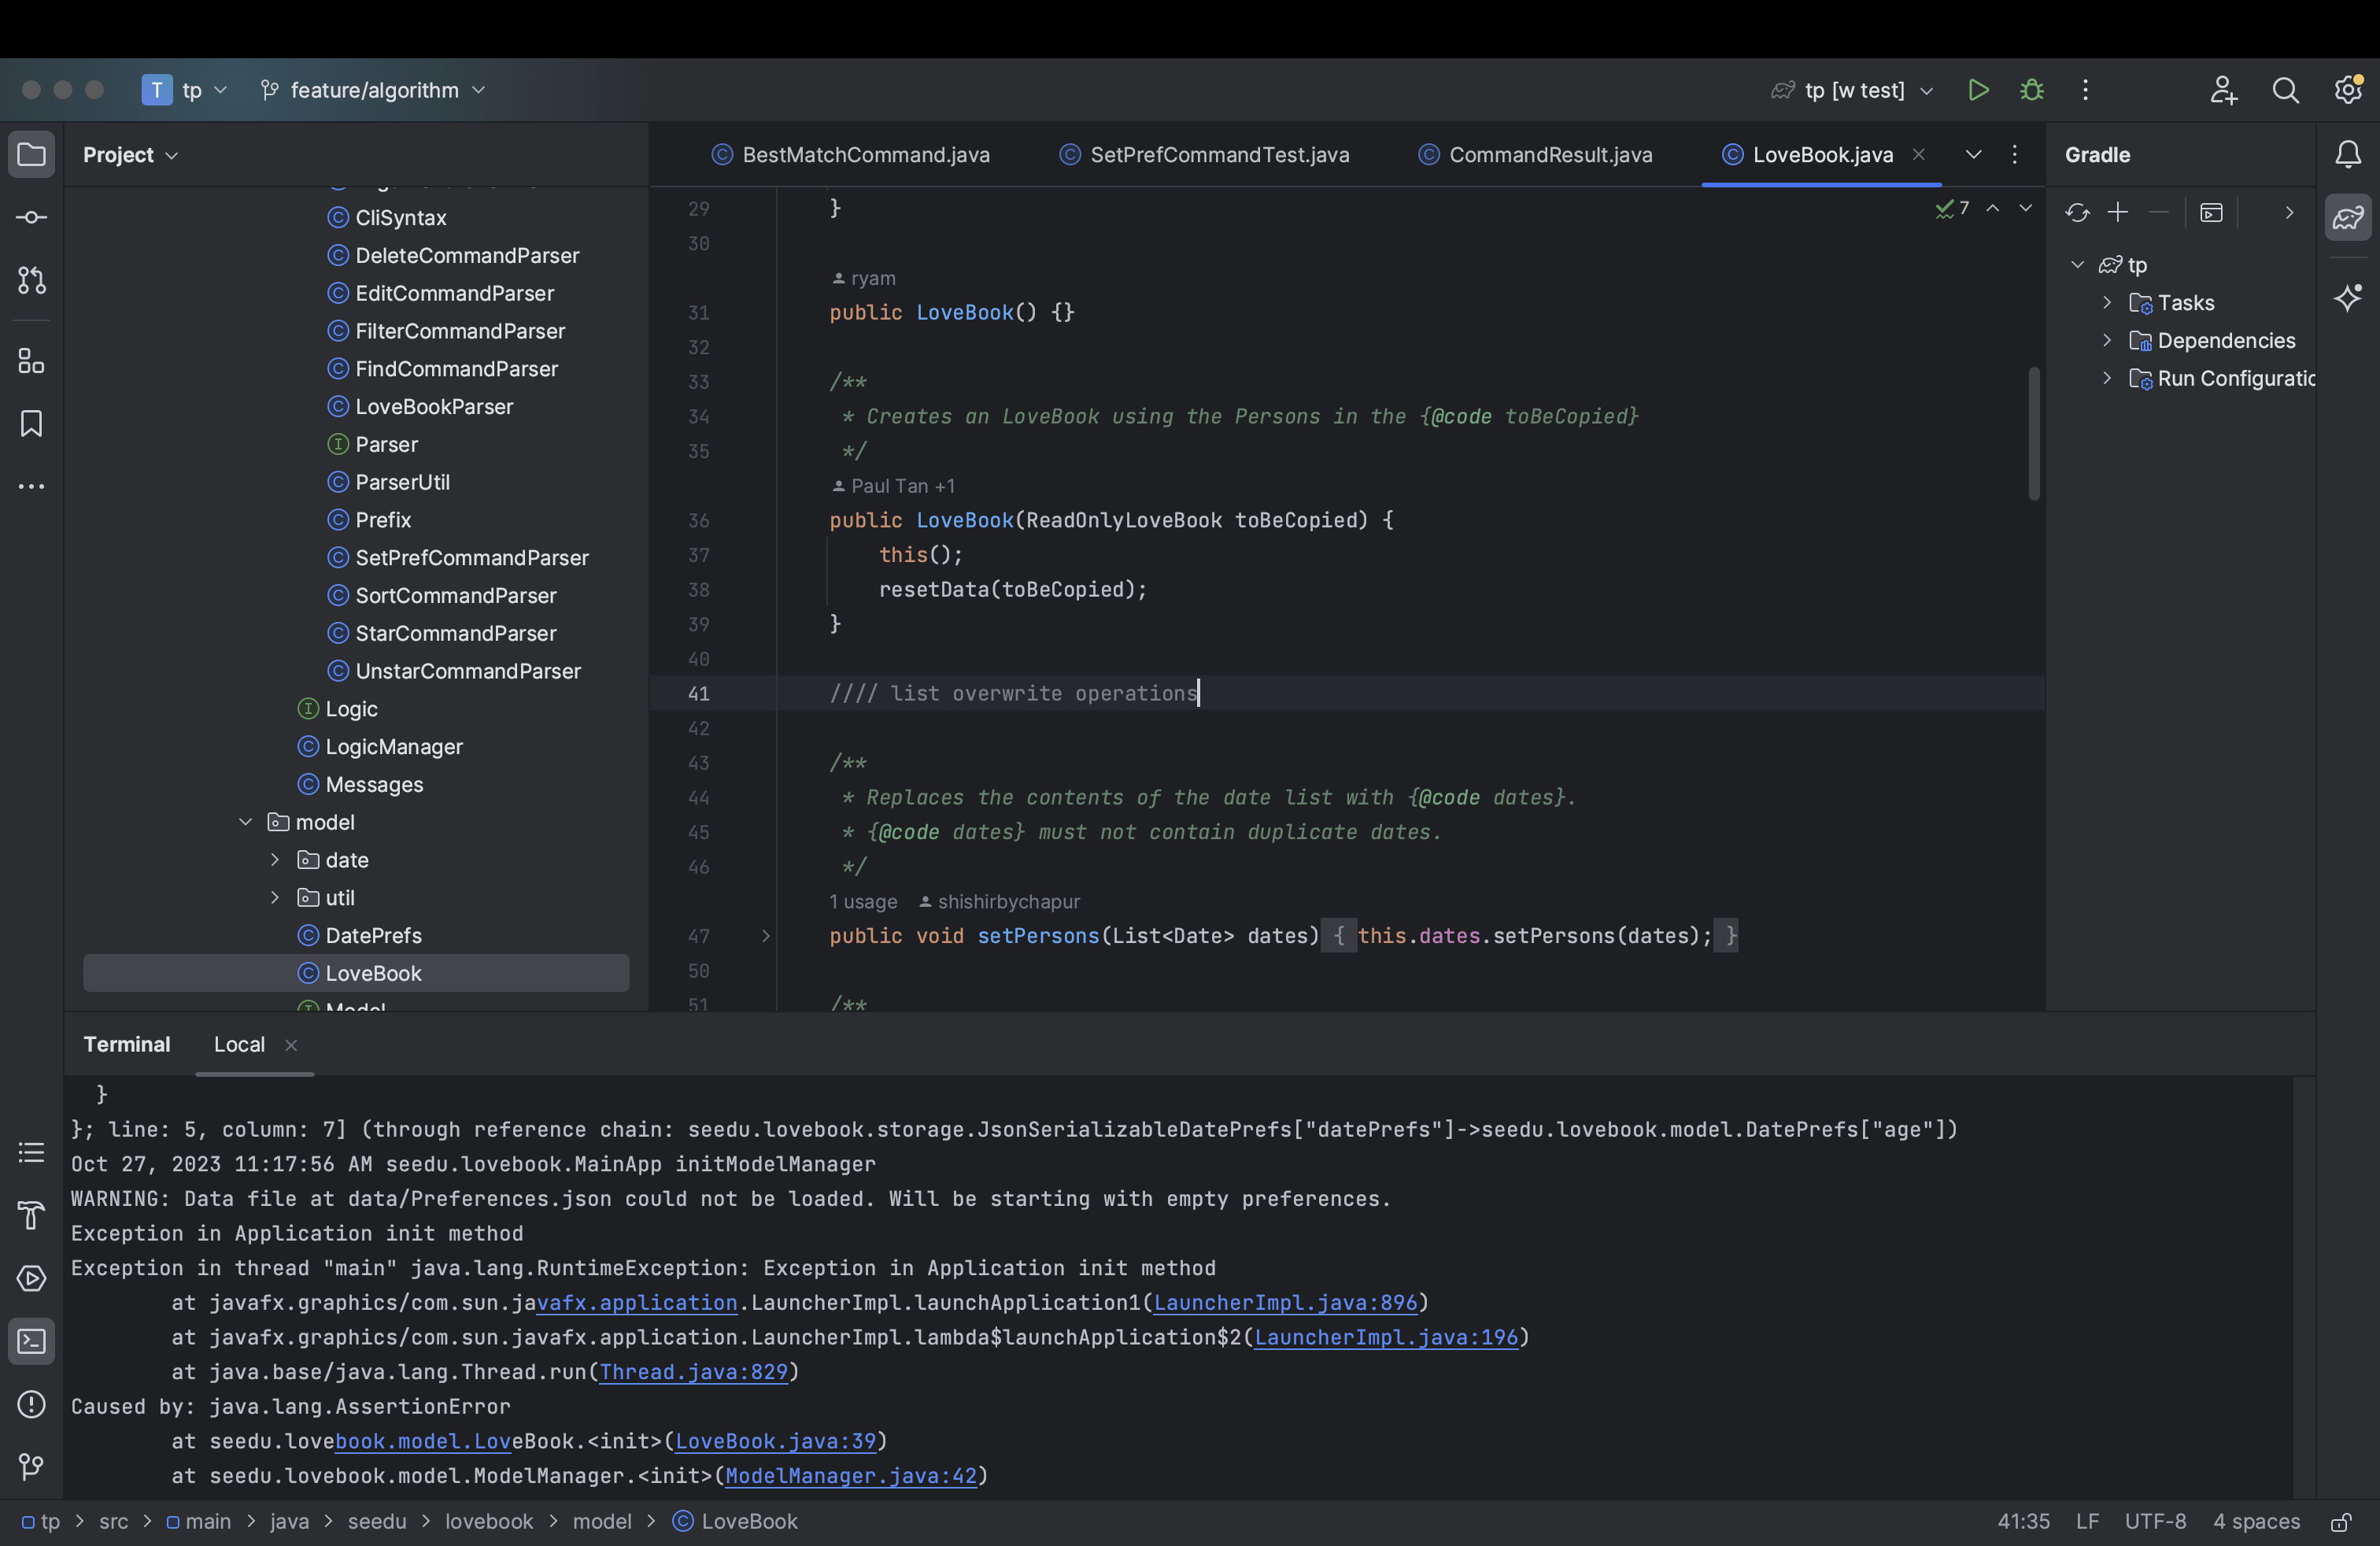 T tp feature/algorithm tp [w test]
Project
BestMatchCommand.java SetPrefCommandTest.java CommandResult.java LoveBook.java
Gradle
CliSyntax
DeleteCommandParser
EditCommandParser
FilterCommandParser
FindCommandParser
LoveBookParser
Parser
ParserUtil
Prefix
SetPrefCommandParser
SortCommandParser
StarCommandParser
UnstarCommandParser
Logic
LogicManager
Messages
model
date
util
DatePrefs
LoveBook
Model
7
29 }
30
ryam
31 public LoveBook() {}
32
33 /**
34 * Creates an LoveBook using the Persons in the {@code toBeCopied}
35 */
Paul Tan +1
36 public LoveBook(ReadOnlyLoveBook toBeCopied) {
37 this();
38 resetData(toBeCopied);
39 }
40
41 //// list overwrite operations
42
43 /**
44 * Replaces the contents of the date list with {@code dates}.
45 * {@code dates} must not contain duplicate dates.
46 */
1 usage shishirbychapur
47 public void setPersons(List<Date> dates) { this.dates.setPersons(dates); }
50
51 /**
tp
Tasks
Dependencies
Run Configuratio
Terminal Local
}
}; line: 5, column: 7] (through reference chain: seedu.lovebook.storage.JsonSerializableDatePrefs["datePrefs"]->seedu.lovebook.model.DatePrefs["age"])
Oct 27, 2023 11:17:56 AM seedu.lovebook.MainApp initModelManager
WARNING: Data file at data/Preferences.json could not be loaded. Will be starting with empty preferences.
Exception in Application init method
Exception in thread "main" java.lang.RuntimeException: Exception in Application init method
at javafx.graphics/com.sun.javafx.application.LauncherImpl.launchApplication1(LauncherImpl.java:896)
at javafx.graphics/com.sun.javafx.application.LauncherImpl.lambda$launchApplication$2(LauncherImpl.java:196)
at java.base/java.lang.Thread.run(Thread.java:829)
Caused by: java.lang.AssertionError
at seedu.lovebook.model.LoveBook.<init>(LoveBook.java:39)
at seedu.lovebook.model.ModelManager.<init>(ModelManager.java:42)
tp > src > main > java > seedu > lovebook > model > LoveBook
41:35 LF UTF-8 4 spaces